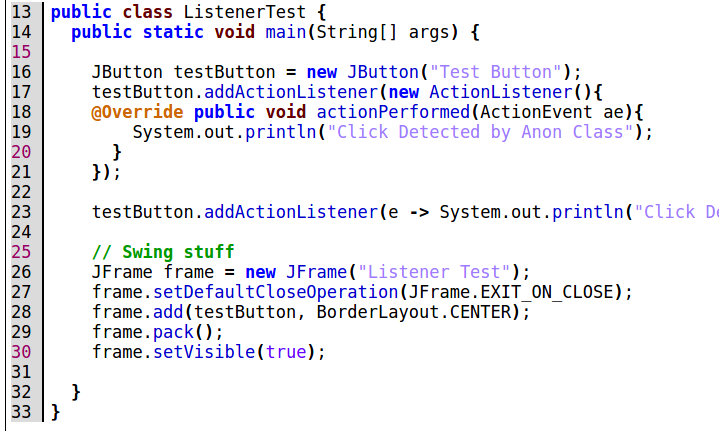 13 public class ListenerTest {
14   public static void main(String[] args) {
15
16     JButton testButton = new JButton("Test Button");
17     testButton.addActionListener(new ActionListener(){
18     @Override public void actionPerformed(ActionEvent ae){
19         System.out.println("Click Detected by Anon Class");
20       }
21     });
22
23     testButton.addActionListener(e -> System.out.println("Click
24
25     // Swing stuff
26     JFrame frame = new JFrame("Listener Test");
27     frame.setDefaultCloseOperation(JFrame.EXIT_ON_CLOSE);
28     frame.add(testButton, BorderLayout.CENTER);
29     frame.pack();
30     frame.setVisible(true);
31
32   }
33 }